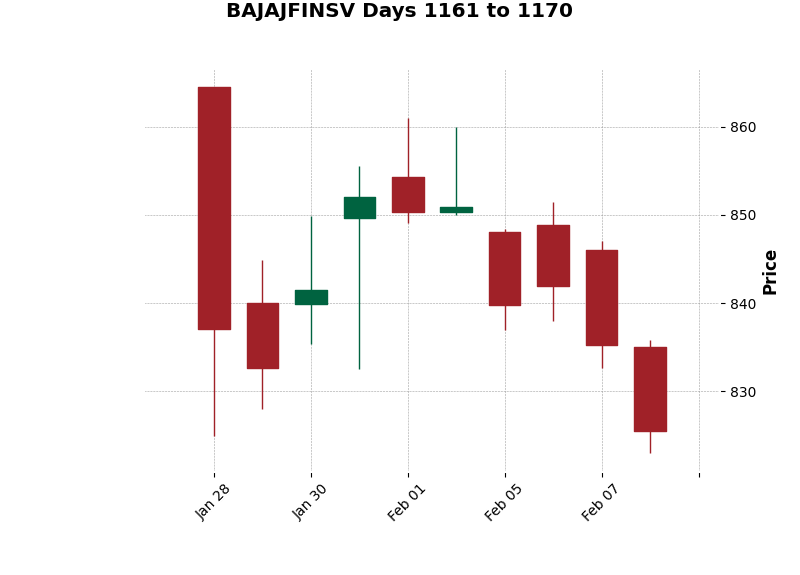 BAJAJFINSV Days 1161 to 1170
860
850
840
830
Price
Jan 28
Jan 30
Feb 01
Feb 05
Feb 07